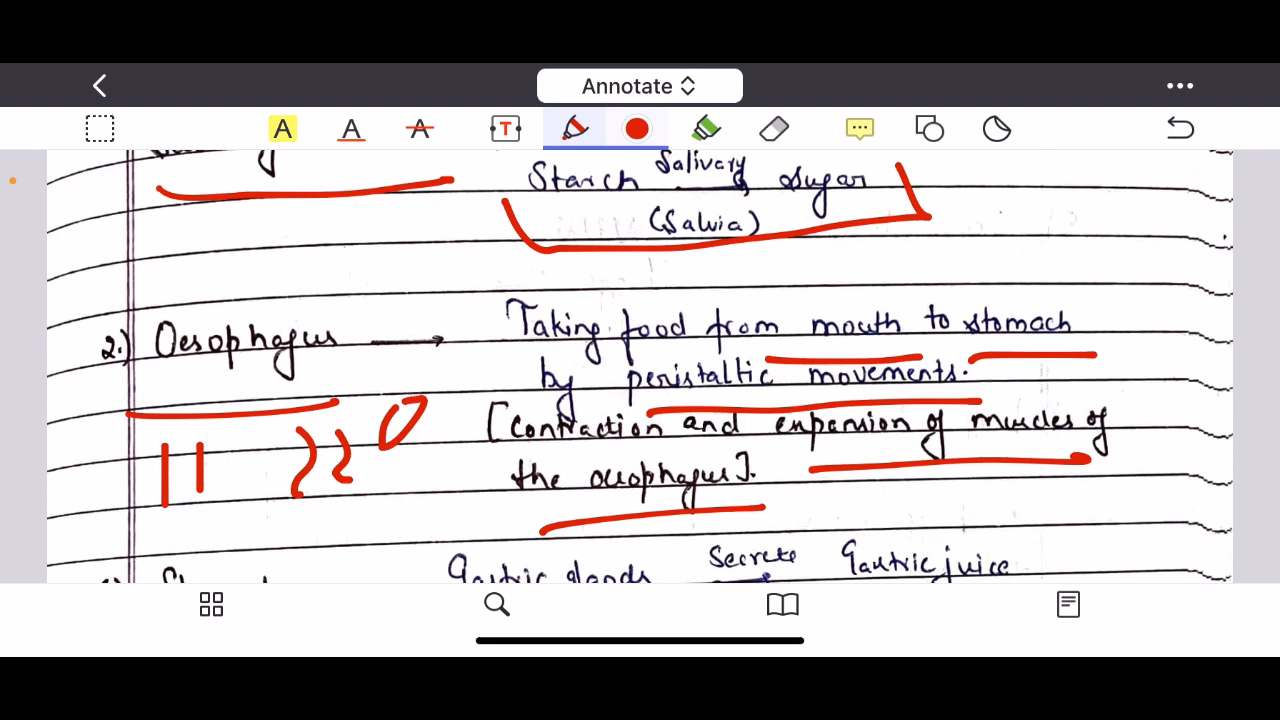 Annotate
A A A T
Starch Salivary sugar
(Salvia)
2.) Oesophagus → Taking food from mouth to stomach
by peristaltic movements.
[Contraction and expansion of muscles of
the oesophagus].
Gastric glands Secrete Gastric juice